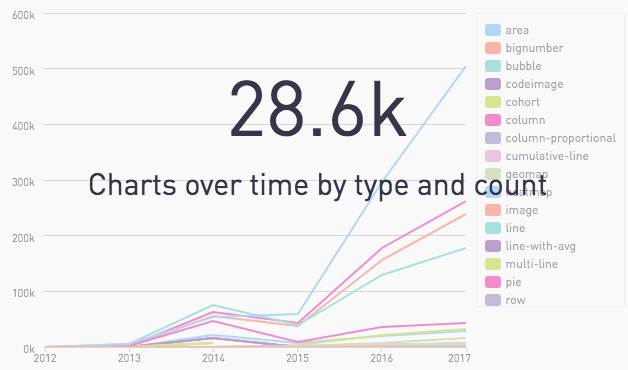 600k
500k
400k
300k
200k
100k
0k
2012 2013 2014 2015 2016 2017
28.6k
Charts over time by type and count
area
bignumber
bubble
codeimage
cohort
column
column-proportional
cumulative-line
geomap
heatmap
image
line
line-with-avg
multi-line
pie
row